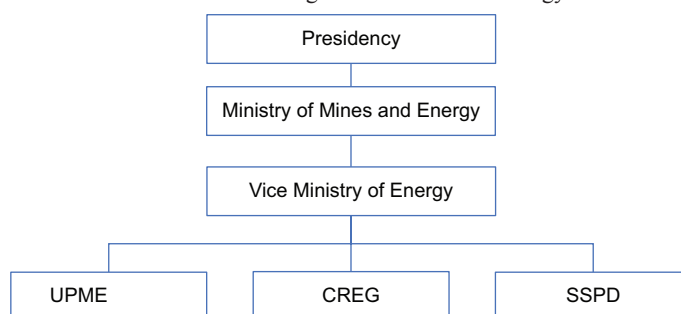 Presidency
Ministry of Mines and Energy
Vice Ministry of Energy
UPME CREG SSPD